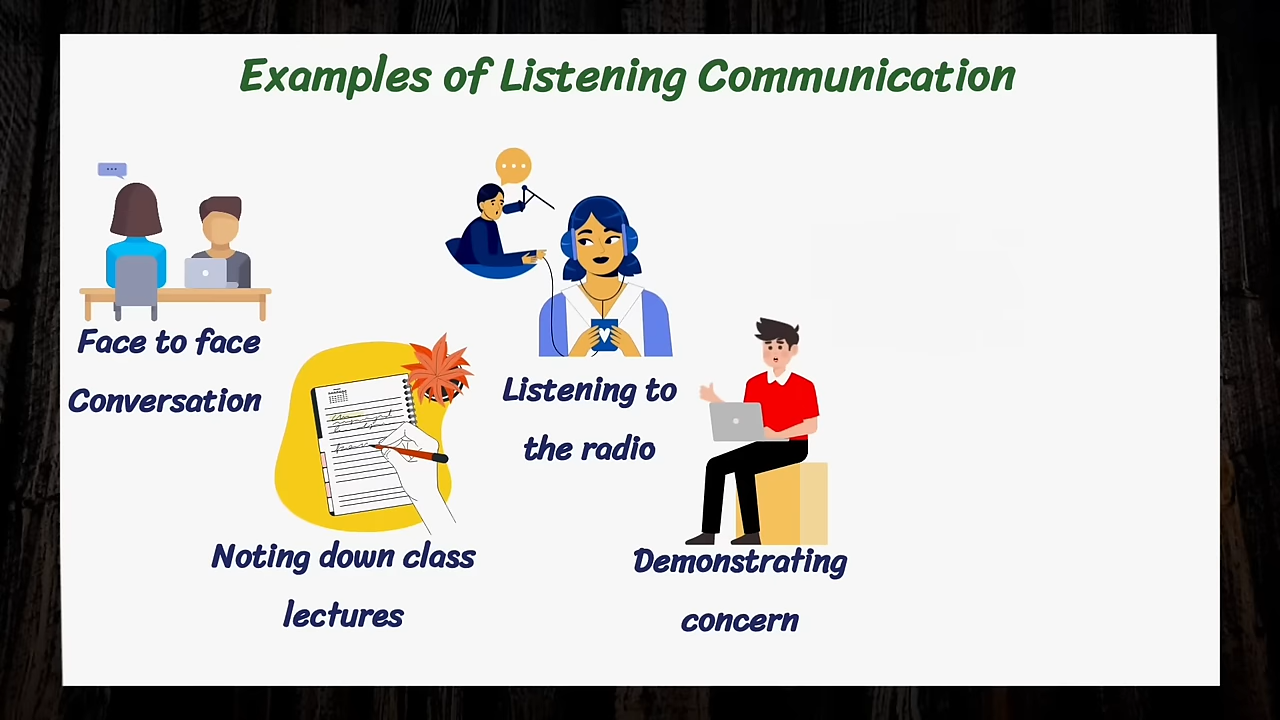 Examples of Listening Communication
Face to face
Conversation
Noting down class
lectures
Listening to
the radio
Demonstrating
concern